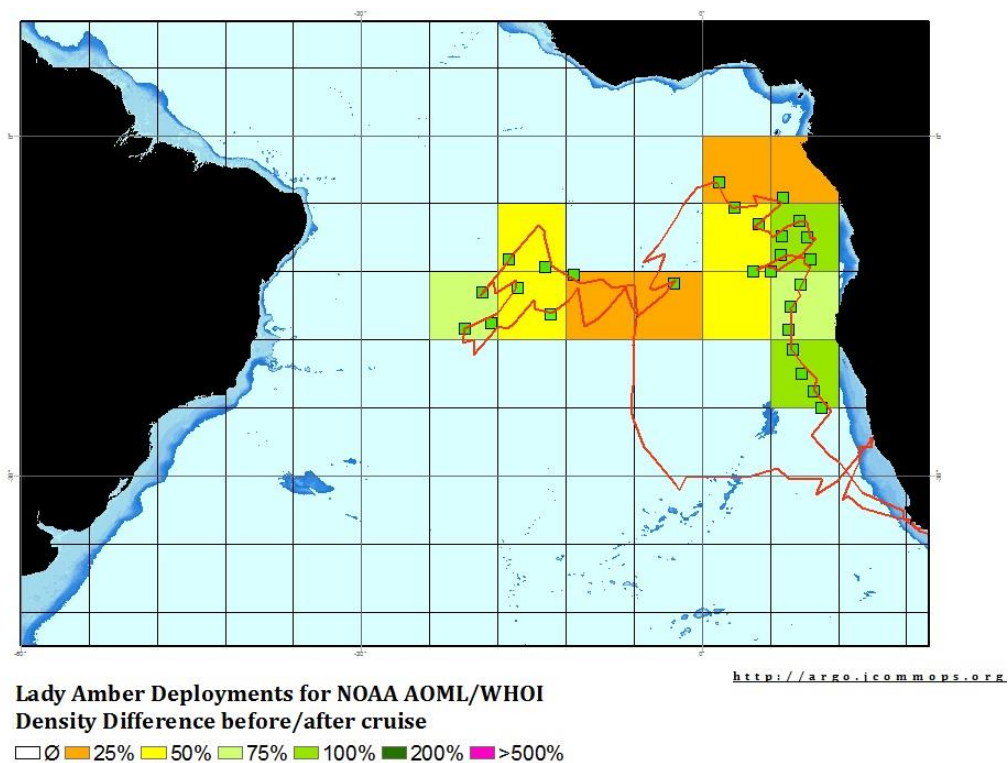 Lady Amber Deployments for NOAA AOML/WHOI
Density Difference before/after cruise
Ø 25% 50% 75% 100% 200% >500%
http://argo.jcommops.org